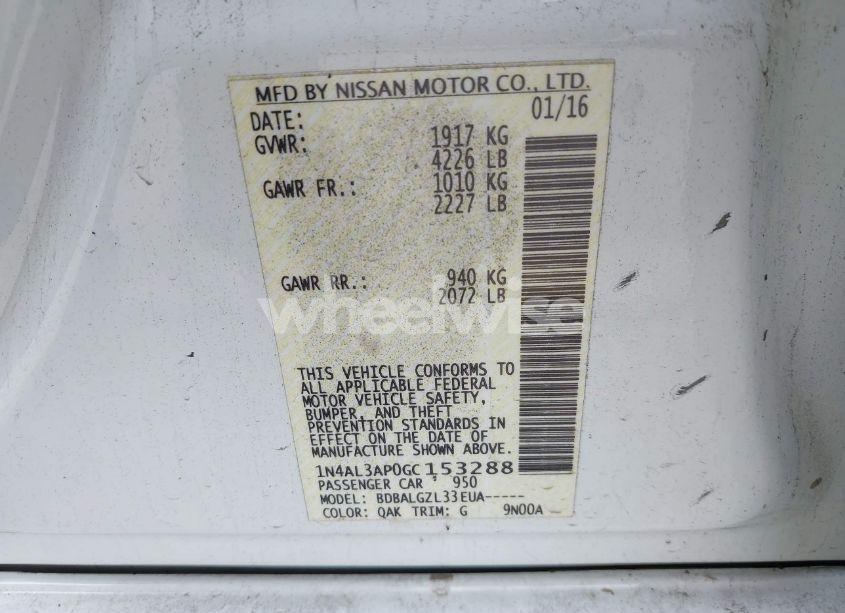 MFD BY NISSAN MOTOR CO., LTD.
DATE: 01/16
GVWR: 1917 KG
4226 LB
GAWR FR.: 1010 KG
2227 LB
GAWR RR.: 940 KG
2072 LB
wheelwise
THIS VEHICLE CONFORMS TO
ALL APPLICABLE FEDERAL
MOTOR VEHICLE SAFETY,
BUMPER, AND THEFT
PREVENTION STANDARDS IN
EFFECT ON THE DATE OF
MANUFACTURE SHOWN ABOVE.
1N4AL3AP0GC153288
PASSENGER CAR 950
MODEL: BDBALGZL33EUA-----
COLOR: QAK TRIM: G 9N00A